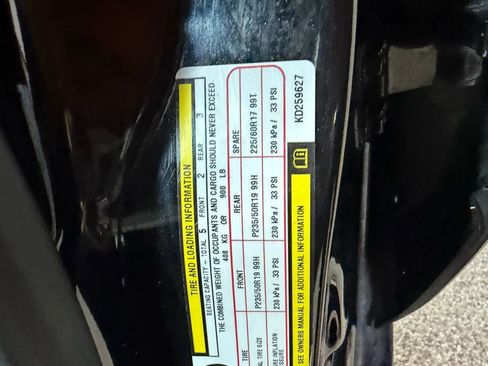 TIRE AND LOADING INFORMATION
SEATING CAPACITY - TOTAL 5 FRONT 2 REAR 3
THE COMBINED WEIGHT OF OCCUPANTS AND CARGO SHOULD NEVER EXCEED
408 KG OR 900 LB
FRONT REAR SPARE
TIRE SIZE P235/50R19 99H P235/50R19 99H 225/60R17 99T
INFLATION 230 kPa / 33 PSI 230 kPa / 33 PSI 230 kPa / 33 PSI
SEE OWNERS MANUAL FOR ADDITIONAL INFORMATION
KD259627